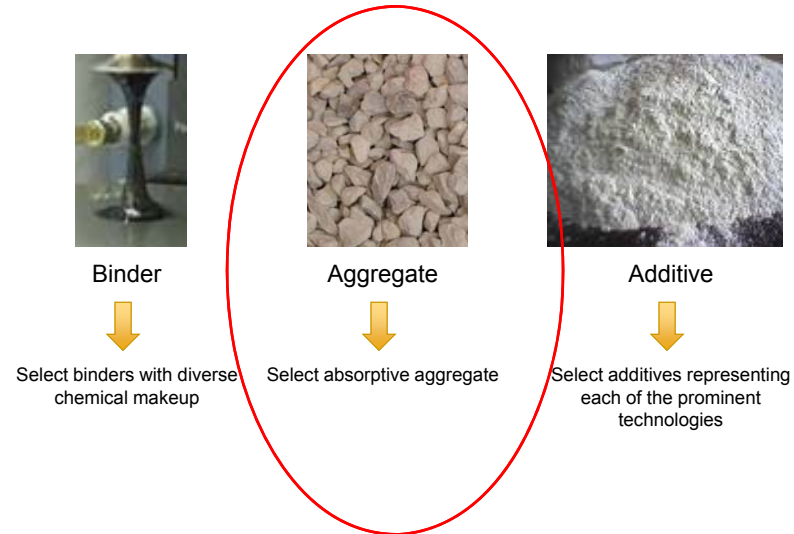 Binder
Aggregate
Additive
Select binders with diverse
chemical makeup
Select absorptive aggregate
Select additives representing
each of the prominent
technologies